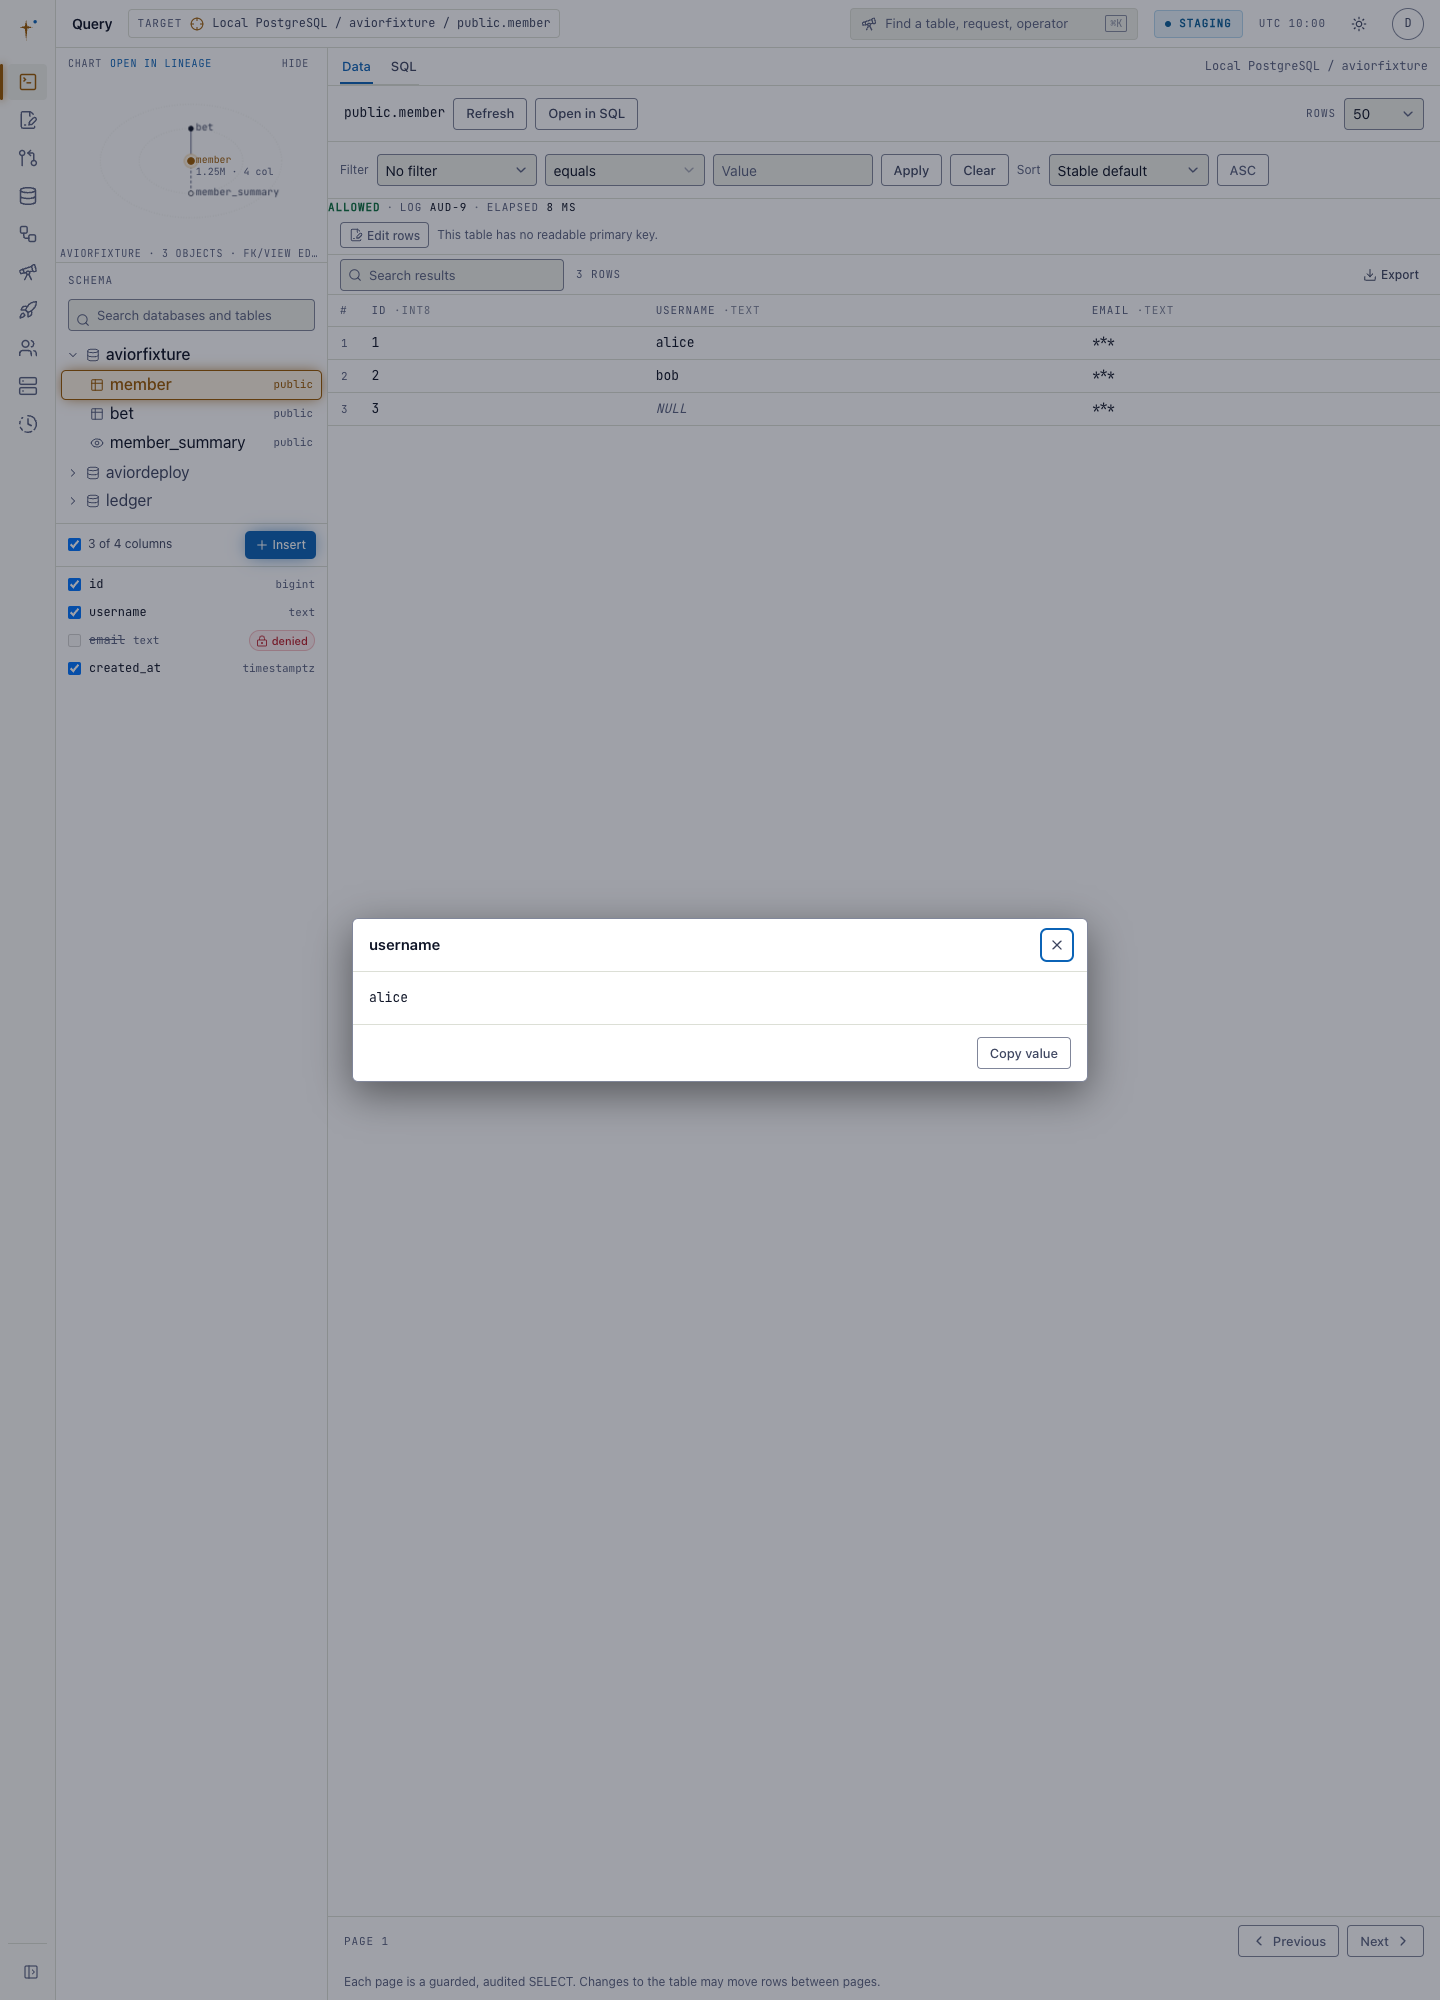 Query
TARGET Local PostgreSQL / aviorfixture / public.member
Find a table, request, operator ⌘K
STAGING
UTC 10:00
D
CHART OPEN IN LINEAGE HIDE
bet
member
1.25M · 4 col
member_summary
AVIORFIXTURE · 3 OBJECTS · FK/VIEW ED…
SCHEMA
Search databases and tables
aviorfixture
member public
bet public
member_summary public
aviordeploy
ledger
3 of 4 columns
Insert
id bigint
username text
email text denied
created_at timestamptz
Data SQL
Local PostgreSQL / aviorfixture
public.member Refresh Open in SQL
ROWS 50
Filter No filter equals Value Apply Clear Sort Stable default ASC
ALLOWED · LOG AUD-9 · ELAPSED 8 MS
Edit rows This table has no readable primary key.
Search results 3 ROWS Export
# ID ·INT8 USERNAME ·TEXT EMAIL ·TEXT
1 1 alice ***
2 2 bob ***
3 3 NULL ***
username
alice
Copy value
PAGE 1
Previous Next
Each page is a guarded, audited SELECT. Changes to the table may move rows between pages.